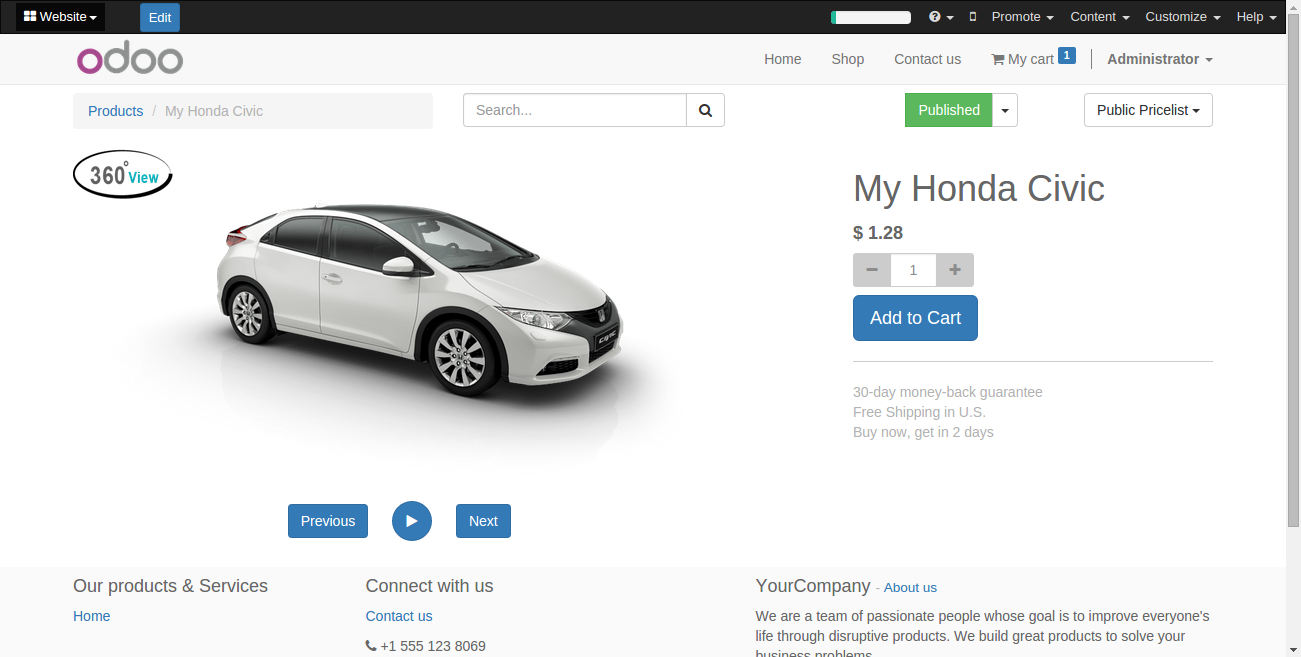 Website Edit Promote Content Customize Help
odoo Home Shop Contact us My cart 1 Administrator
Products / My Honda Civic Search... Published Public Pricelist
360° View
My Honda Civic
$ 1.28
1
Add to Cart
30-day money-back guarantee
Free Shipping in U.S.
Buy now, get in 2 days
Previous Next
Our products & Services Connect with us YourCompany - About us
Home Contact us We are a team of passionate people whose goal is to improve everyone's
life through disruptive products. We build great products to solve your
+1 555 123 8069
business problems.